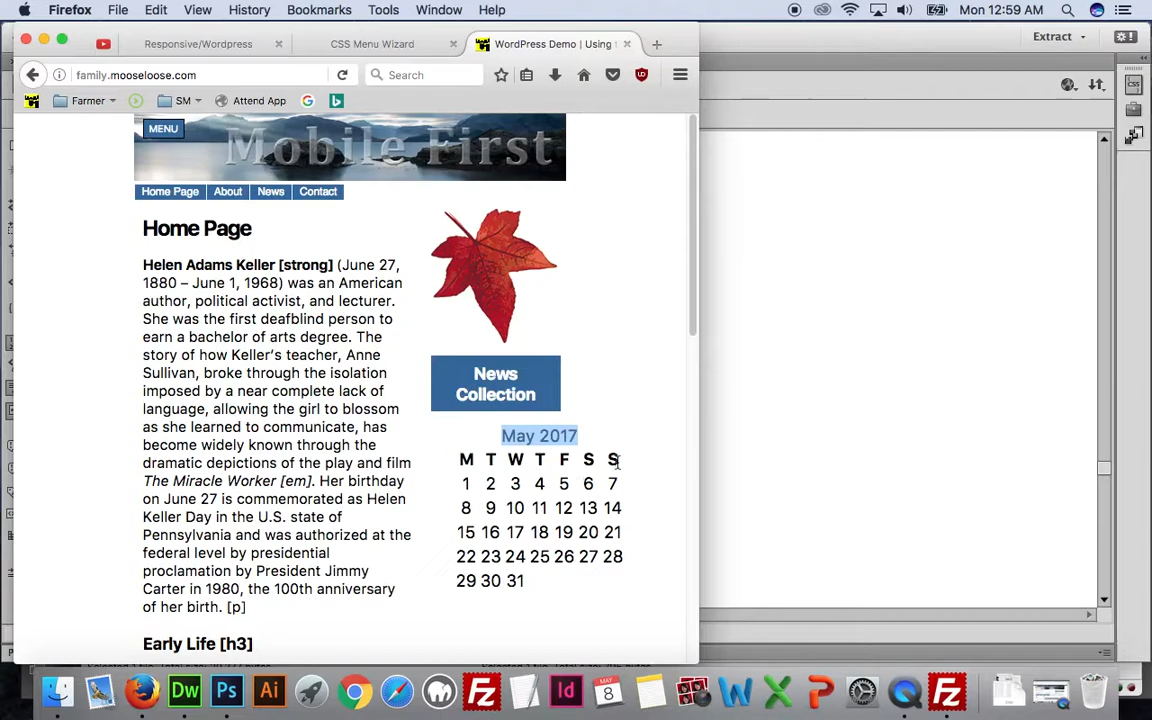 Firefox File Edit View History Bookmarks Tools Window Help Mon 12:59 AM
Extract
Responsive/Wordpress CSS Menu Wizard WordPress Demo | Using
family.mooseloose.com Search
Farmer SM Attend App
MENU
Mobile First
Home Page About News Contact
Home Page
Helen Adams Keller [strong] (June 27,
1880 – June 1, 1968) was an American
author, political activist, and lecturer.
She was the first deafblind person to
earn a bachelor of arts degree. The
story of how Keller’s teacher, Anne
Sullivan, broke through the isolation
imposed by a near complete lack of
language, allowing the girl to blossom
as she learned to communicate, has
become widely known through the
dramatic depictions of the play and film
The Miracle Worker [em]. Her birthday
on June 27 is commemorated as Helen
Keller Day in the U.S. state of
Pennsylvania and was authorized at the
federal level by presidential
proclamation by President Jimmy
Carter in 1980, the 100th anniversary
of her birth. [p]
Early Life [h3]
News
Collection
May 2017
M T W T F S S
1 2 3 4 5 6 7
8 9 10 11 12 13 14
15 16 17 18 19 20 21
22 23 24 25 26 27 28
29 30 31
CSS
Dw Ps Ai Fz Id MAY 8 W X P Fz